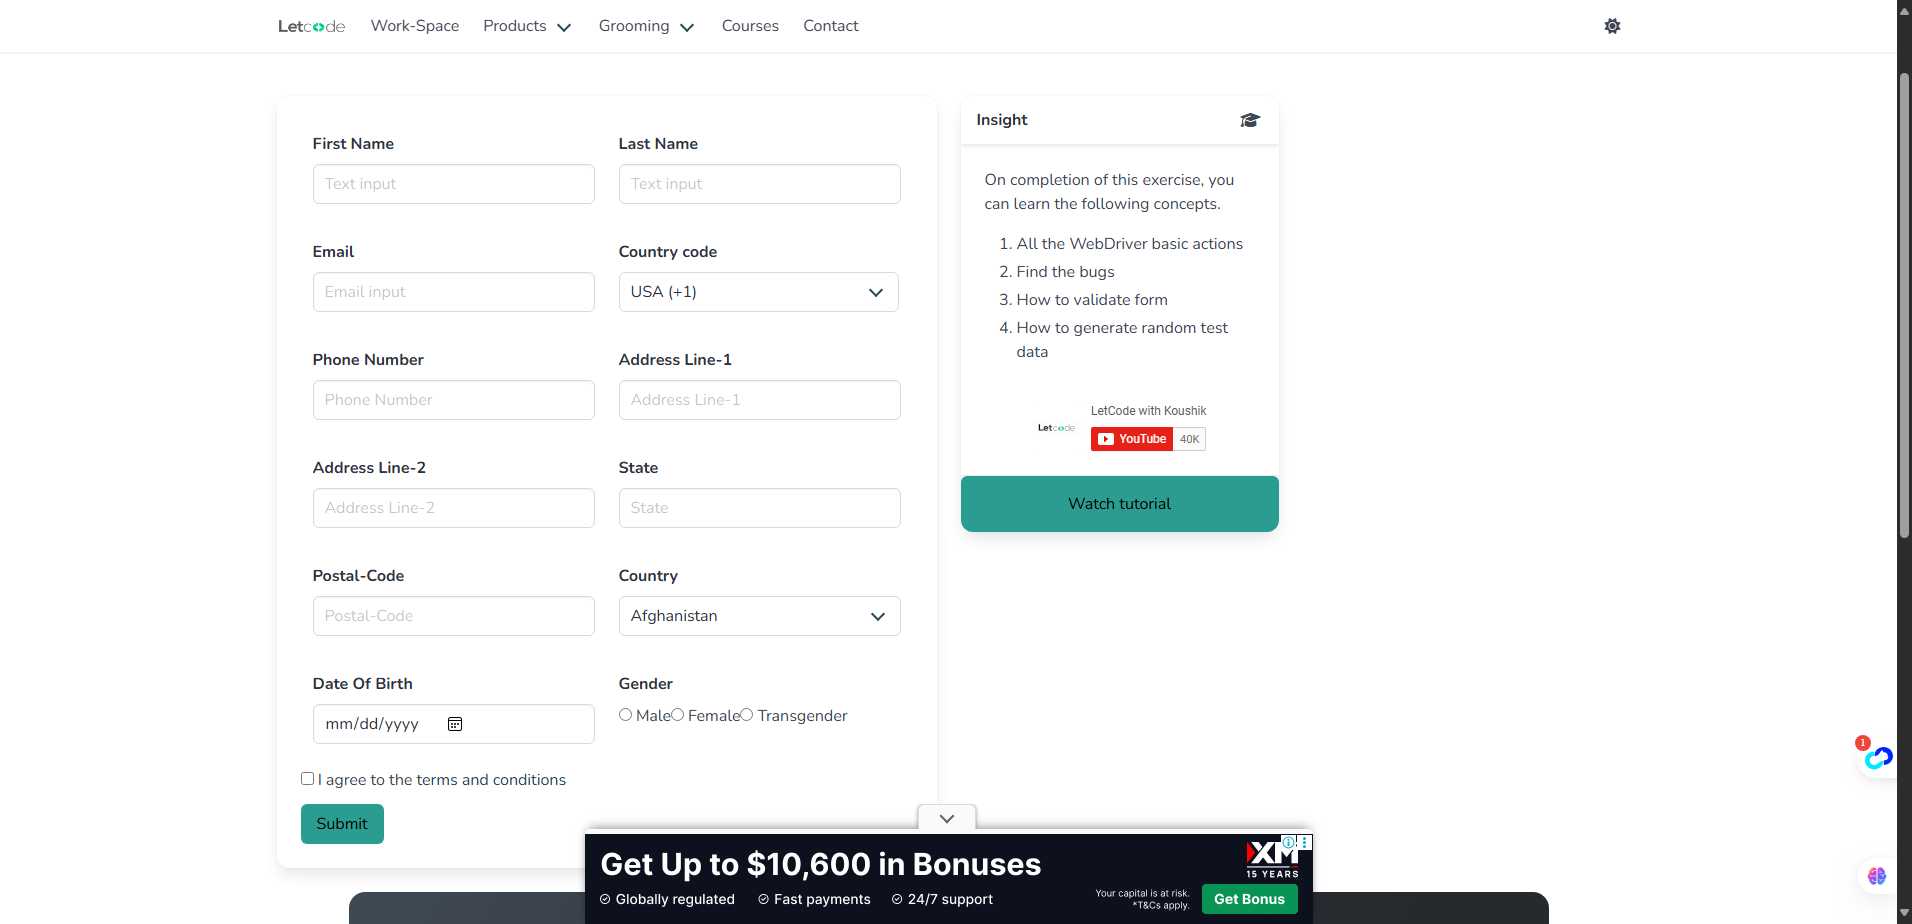 Letcode Work-Space Products Grooming Courses Contact
First Name Last Name
Text input Text input
Email Country code
Email input USA (+1)
Phone Number Address Line-1
Phone Number Address Line-1
Address Line-2 State
Address Line-2 State
Postal-Code Country
Postal-Code Afghanistan
Date Of Birth Gender
mm/dd/yyyy Male Female Transgender
I agree to the terms and conditions
Submit
Insight
On completion of this exercise, you
can learn the following concepts.
1. All the WebDriver basic actions
2. Find the bugs
3. How to validate form
4. How to generate random test
data
LetCode with Koushik
Letcode YouTube 40K
Watch tutorial
1
Get Up to $10,600 in Bonuses
Globally regulated Fast payments 24/7 support
XM
15 YEARS
Your capital is at risk.
*T&Cs apply.
Get Bonus